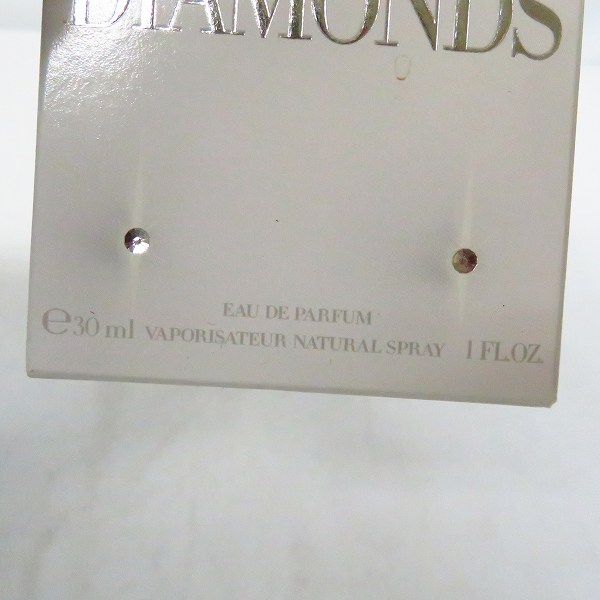 DIAMONDS
EAU DE PARFUM
℮30 ml VAPORISATEUR NATURAL SPRAY 1 FL.OZ.